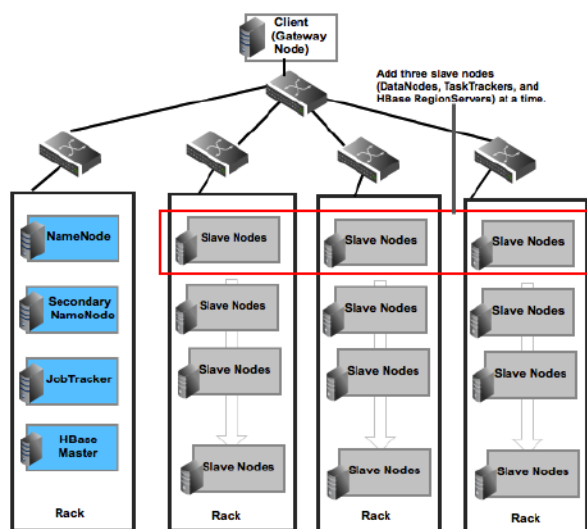 Client
(Gateway
Node)
Add three slave nodes
(DataNodes, TaskTrackers, and
HBase RegionServers) at a time.
NameNode
Secondary
NameNode
JobTracker
HBase
Master
Rack
Slave Nodes
Slave Nodes
Slave Nodes
Slave Nodes
Rack
Slave Nodes
Slave Nodes
Slave Nodes
Slave Nodes
Rack
Slave Nodes
Slave Nodes
Slave Nodes
Slave Nodes
Rack